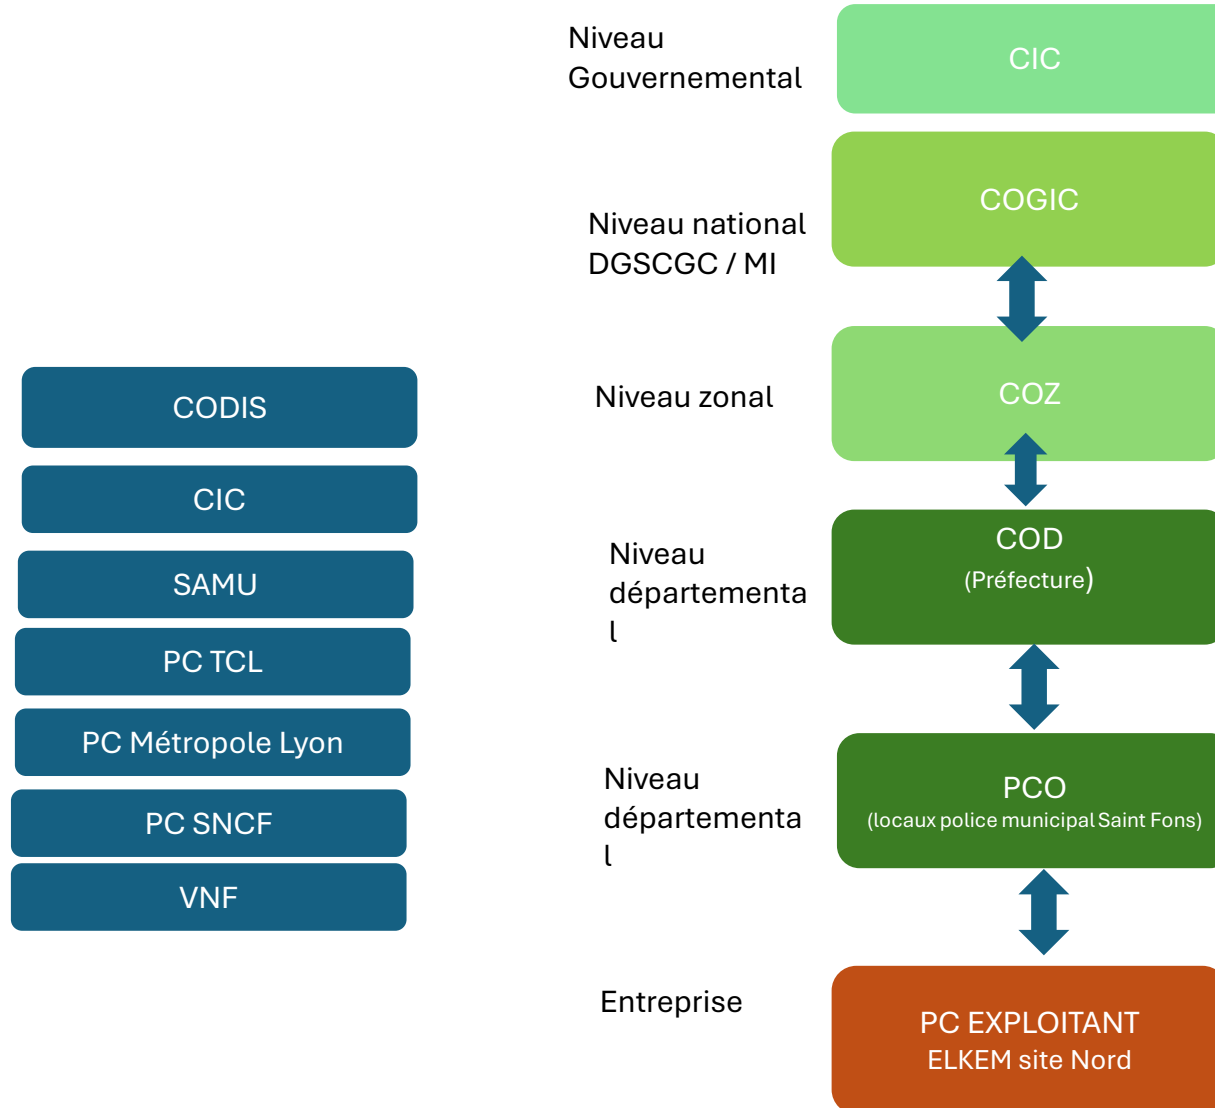 Niveau
Gouvernemental
CIC
COGIC
Niveau national
DGSCGC / MI
Niveau zonal
COZ
CODIS
CIC
SAMU
PC TCL
PC Métropole Lyon
PC SNCF
VNF
Niveau
départementa
l
COD
(Préfecture)
Niveau
départementa
l
PCO
(locaux police municipal Saint Fons)
Entreprise
PC EXPLOITANT
ELKEM site Nord